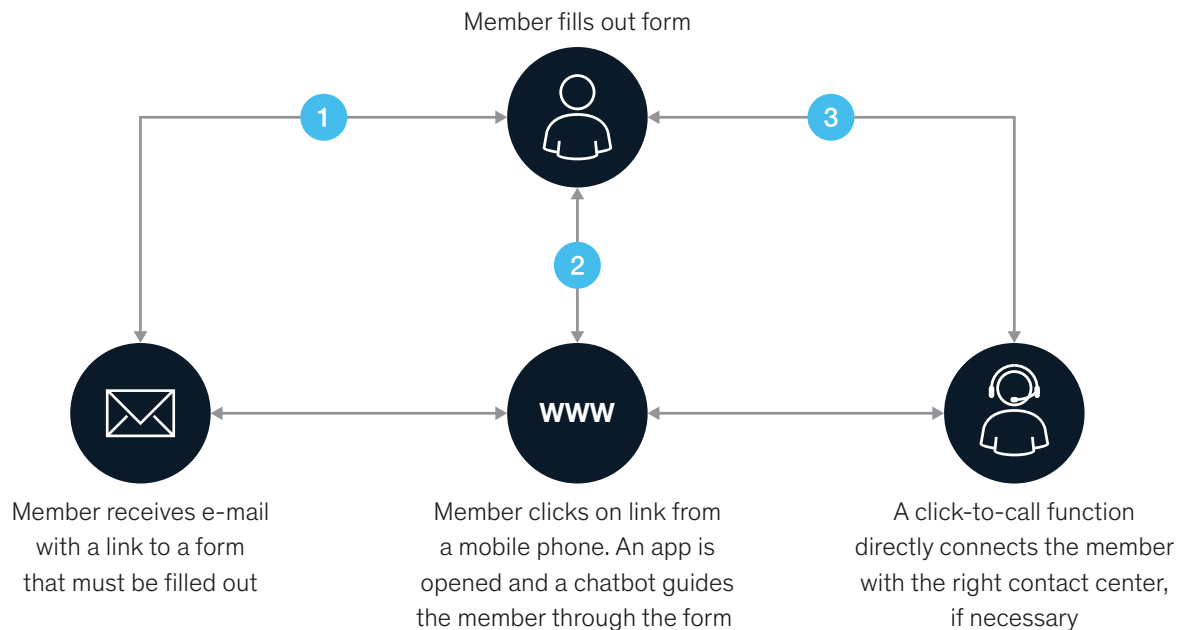 Member fills out form
1
3
2
www
Member receives e-mail
with a link to a form
that must be filled out
Member clicks on link from
a mobile phone. An app is
opened and a chatbot guides
the member through the form
A click-to-call function
directly connects the member
with the right contact center,
if necessary